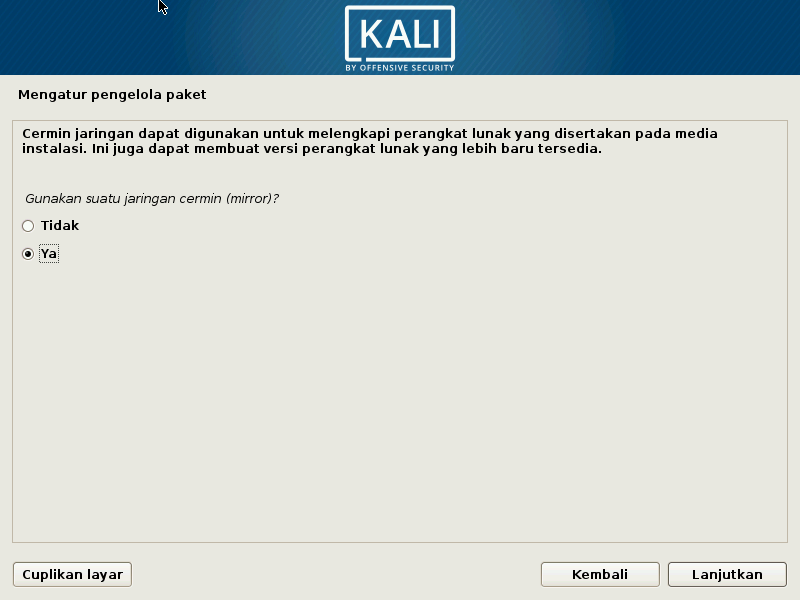 KALI
BY OFFENSIVE SECURITY
Mengatur pengelola paket
Cermin jaringan dapat digunakan untuk melengkapi perangkat lunak yang disertakan pada media
instalasi. Ini juga dapat membuat versi perangkat lunak yang lebih baru tersedia.
Gunakan suatu jaringan cermin (mirror)?
Tidak
Ya
Cuplikan layar
Kembali
Lanjutkan